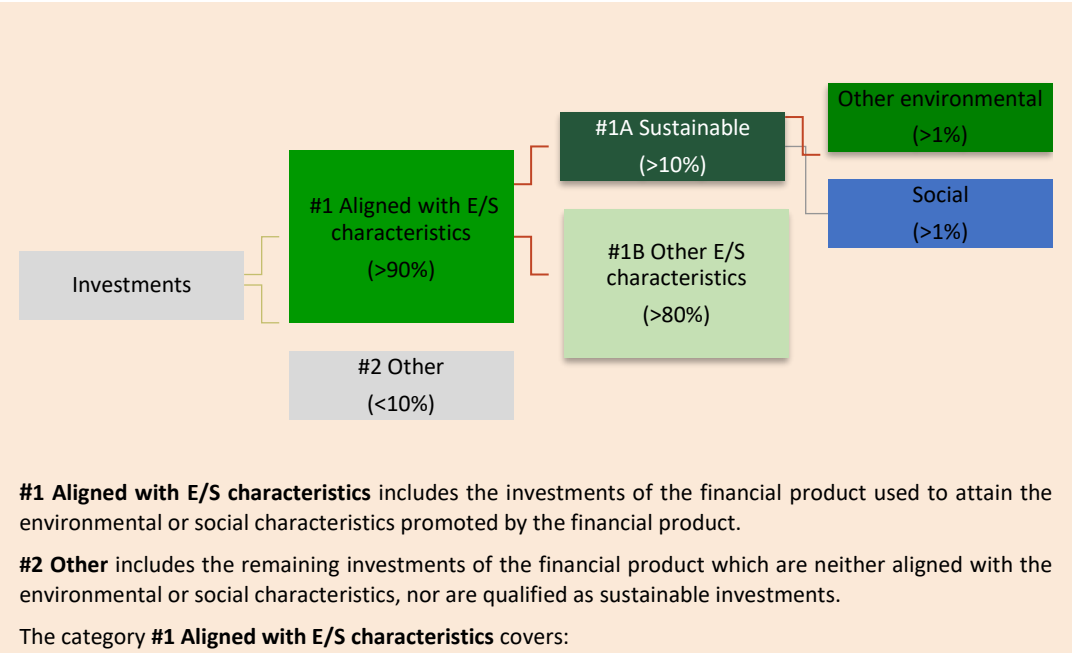 Other environmental
(>1%)
#1A Sustainable
(>10%)
Social
(>1%)
#1 Aligned with E/S
characteristics
(>90%)
#1B Other E/S
characteristics
(>80%)
Investments
#2 Other
(<10%)
#1 Aligned with E/S characteristics includes the investments of the financial product used to attain the
environmental or social characteristics promoted by the financial product.
#2 Other includes the remaining investments of the financial product which are neither aligned with the
environmental or social characteristics, nor are qualified as sustainable investments.
The category #1 Aligned with E/S characteristics covers: